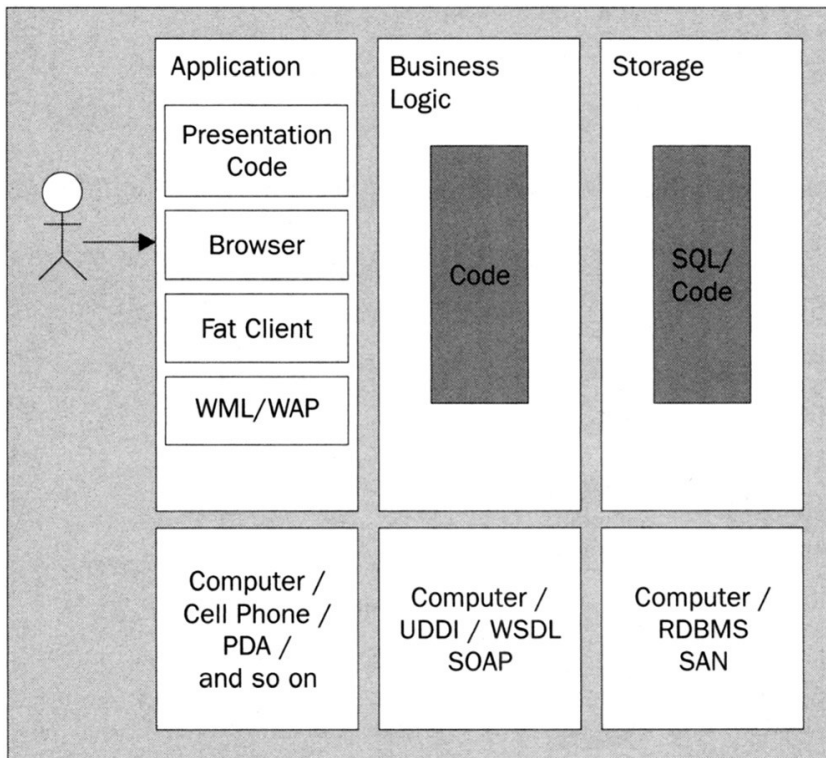 Application
Presentation
Code
Browser
Fat Client
WML/WAP
Business
Logic
Code
Storage
SQL/
Code
Computer /
Cell Phone /
PDA /
and so on
Computer /
UDDI / WSDL
SOAP
Computer /
RDBMS
SAN